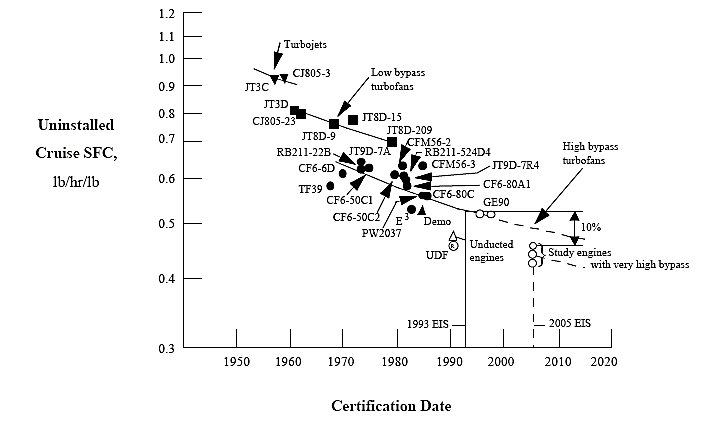 1.2
1.1
1.0
0.9
0.8
0.7
0.6
0.5
0.4
0.3
Uninstalled
Cruise SFC,
lb/hr/lb
Turbojets
CJ805-3
JT3C
Low bypass
turbofans
JT3D
CJ805-23
JT8D-15
JT8D-9
JT8D-209
CFM56-2
RB211-22B
JT9D-7A
RB211-524D4
High bypass
turbofans
CF6-6D
CFM56-3
JT9D-7R4
TF39
CF6-80A1
CF6-50C1
CF6-80C
CF6-50C2
GE90
E3
Demo
PW2037
10%
UDF
R
Unducted
engines
Study engines
with very high bypass
1993 EIS
2005 EIS
1950
1960
1970
1980
1990
2000
2010
2020
Certification Date